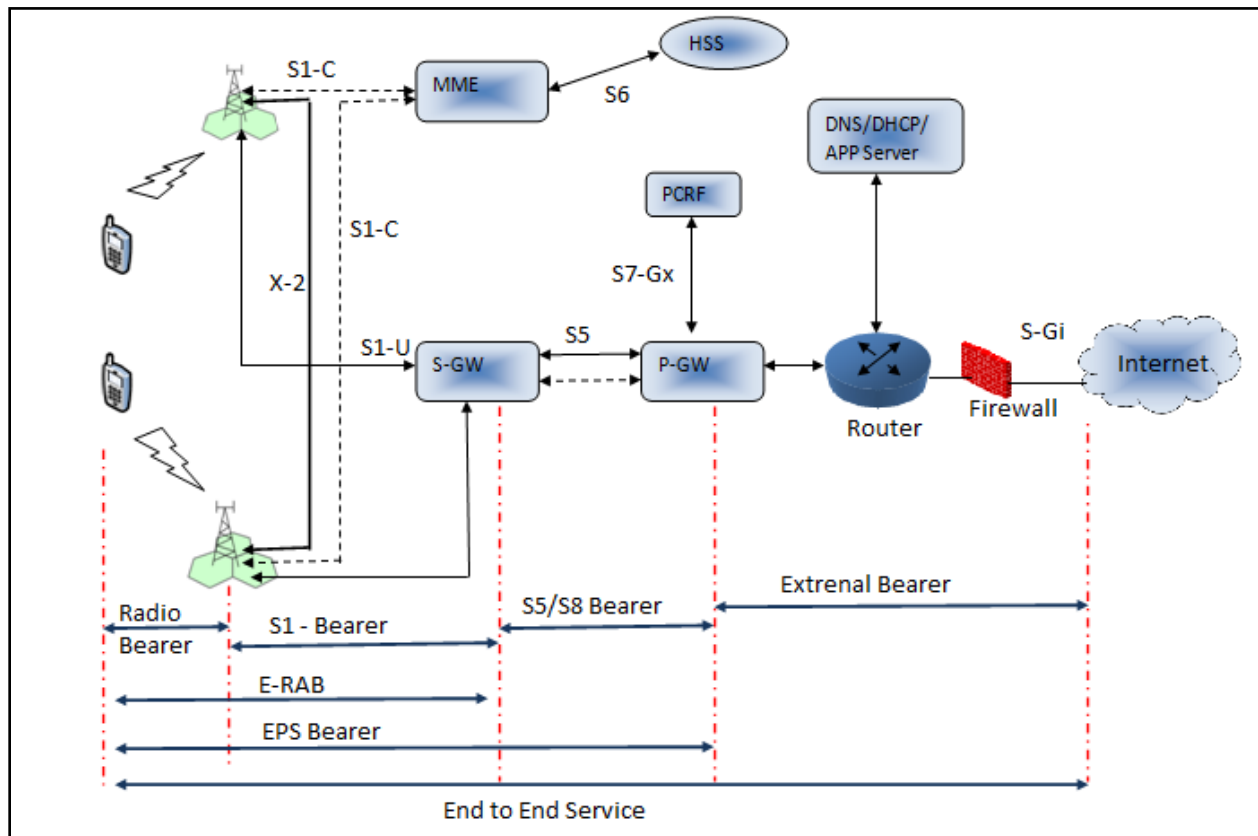 HSS
S1-C
MME
S6
DNS/DHCP/
APP Server
PCRF
S1-C
S7-Gx
X-2
S1-U
S-GW
S5
P-GW
S-Gi
Internet
Router
Firewall
Extrenal Bearer
S5/S8 Bearer
Radio
Bearer
S1 - Bearer
E-RAB
EPS Bearer
End to End Service